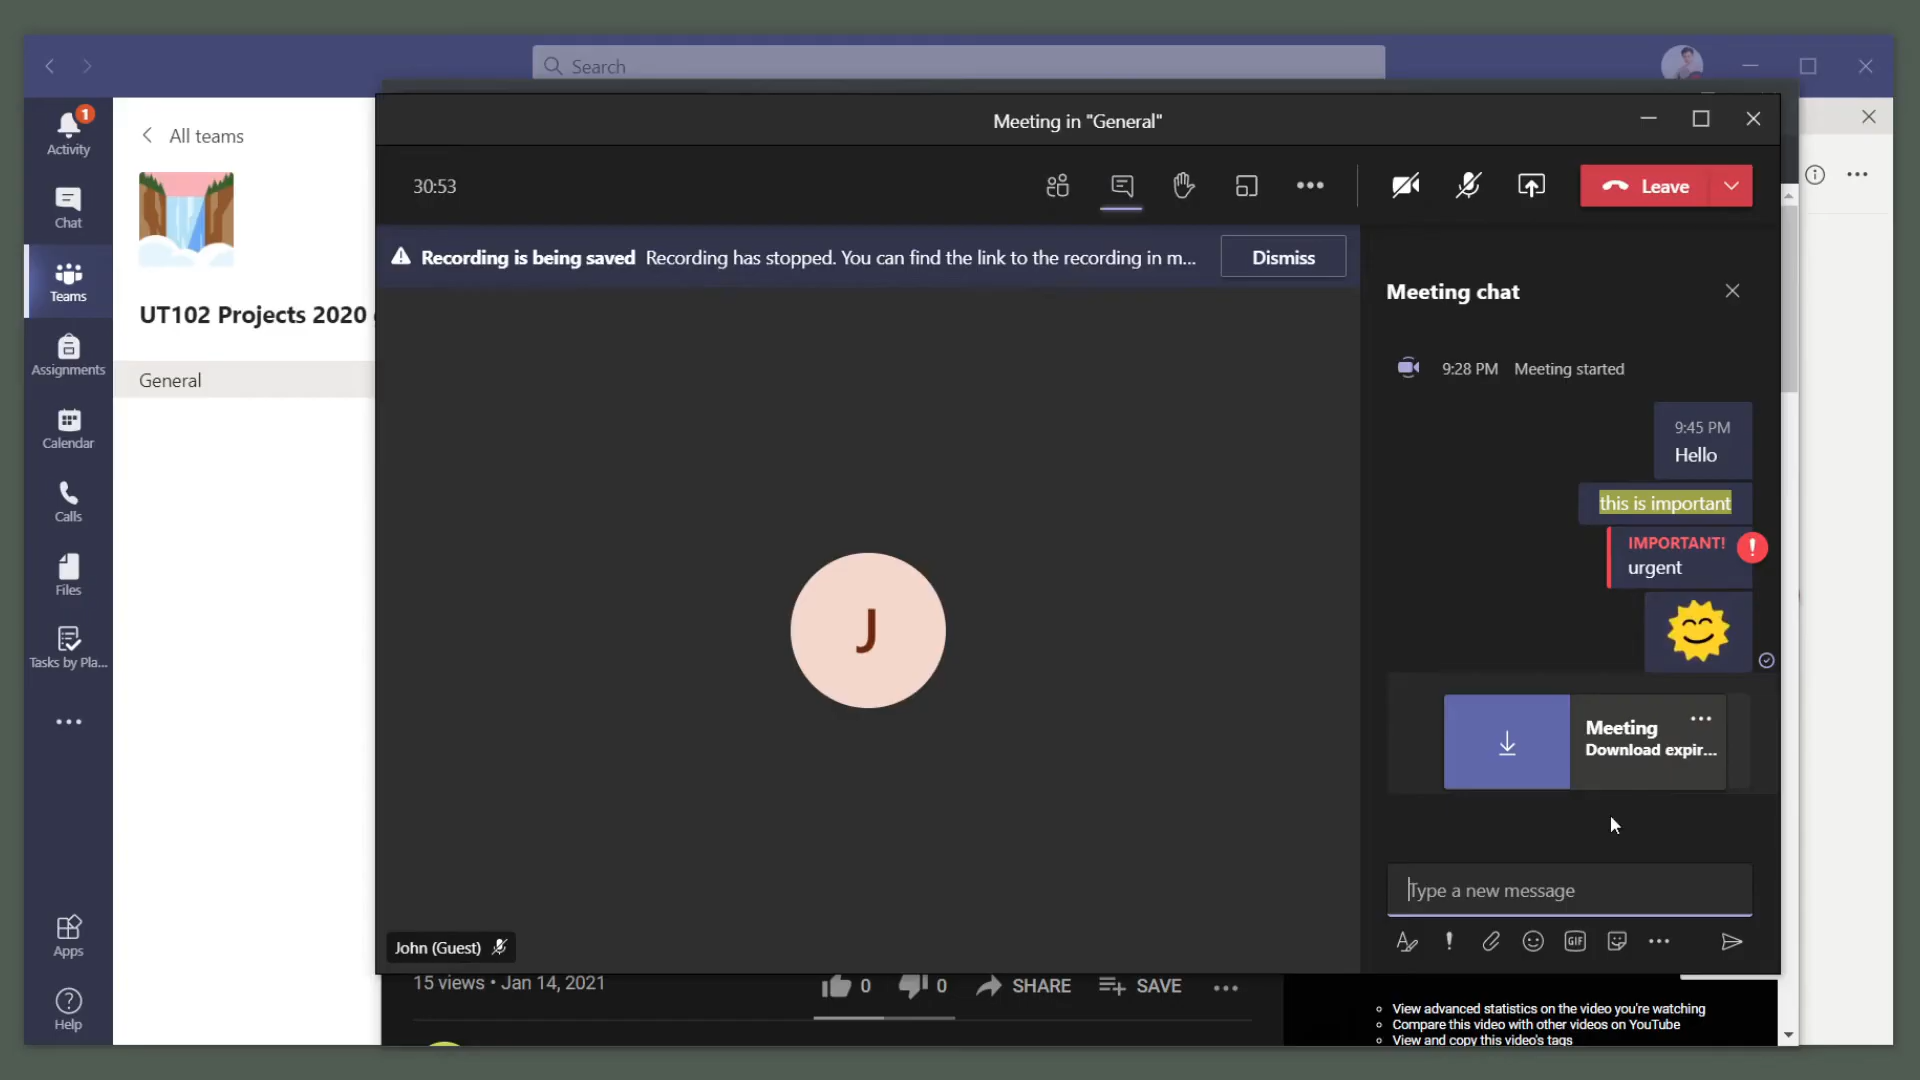 Search
1
Activity
Chat
Teams
Assignments
Calendar
Calls
Files
Tasks by Pla...
Apps
Help
All teams
UT102 Projects 2020
General
Meeting in "General"
30:53
Leave
Recording is being saved Recording has stopped. You can find the link to the recording in m...
Dismiss
J
John (Guest)
Meeting chat
9:28 PM Meeting started
9:45 PM
Hello
this is important
IMPORTANT!
urgent
Meeting
Download expir...
Type a new message
GIF
15 views • Jan 14, 2021
0
0
SHARE
SAVE
View advanced statistics on the video you're watching
Compare this video with other videos on YouTube
View and copy this video's tags